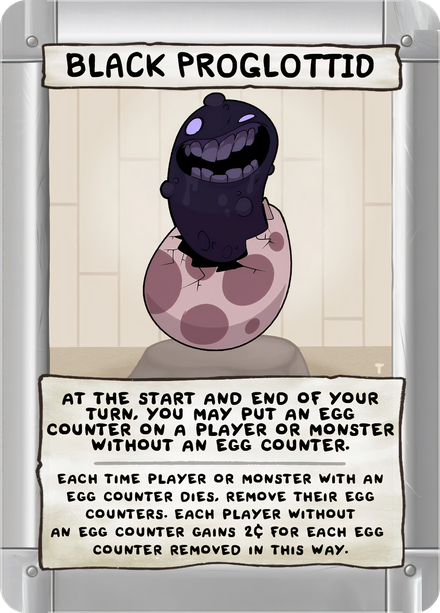 BLACK PROGLOTTID
T
AT THE START AND END OF YOUR
TURN, YOU MAY PUT AN EGG
COUNTER ON A PLAYER OR MONSTER
WITHOUT AN EGG COUNTER.
EACH TIME PLAYER OR MONSTER WITH AN
EGG COUNTER DIES, REMOVE THEIR EGG
COUNTERS. EACH PLAYER WITHOUT
AN EGG COUNTER GAINS 2¢ FOR EACH EGG
COUNTER REMOVED IN THIS WAY.